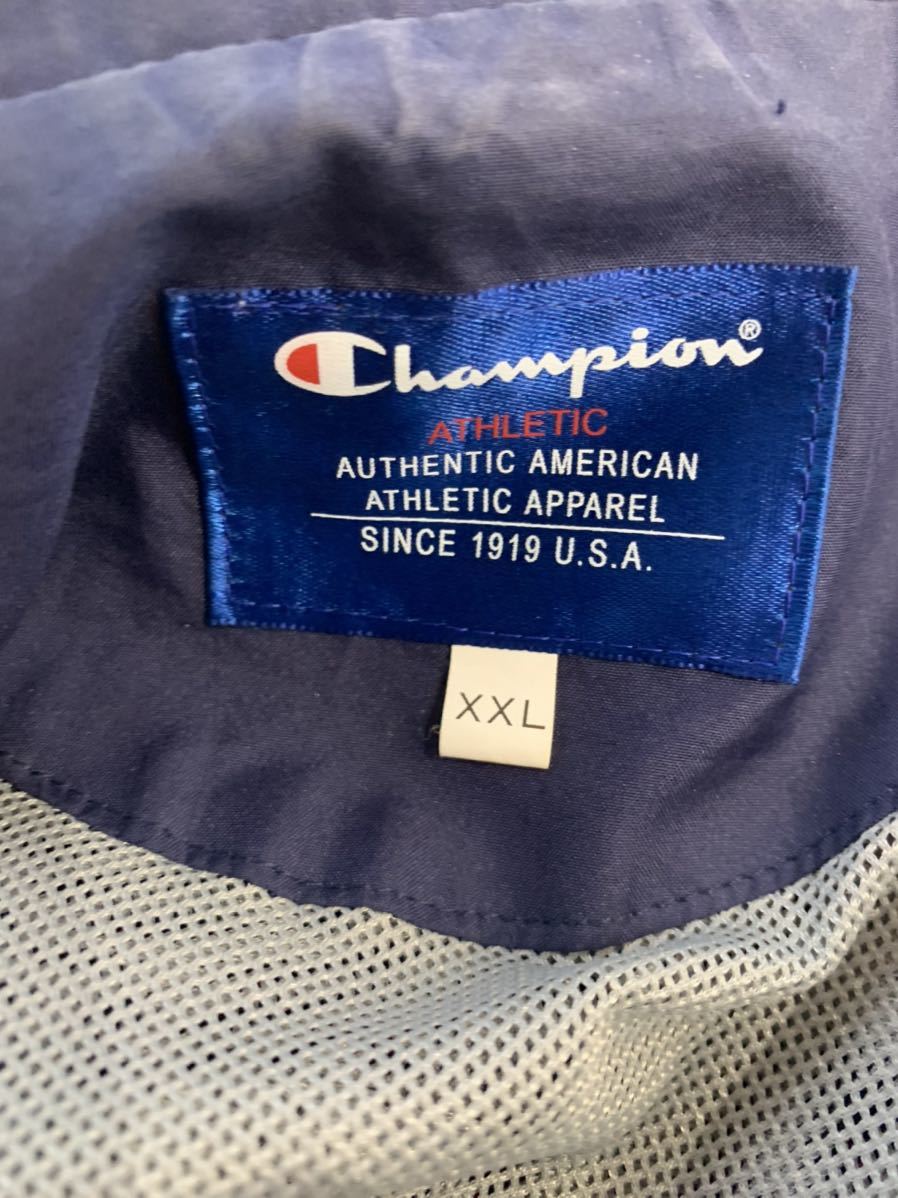 Champion®
ATHLETIC
AUTHENTIC AMERICAN
ATHLETIC APPAREL
SINCE 1919 U.S.A.
XXL